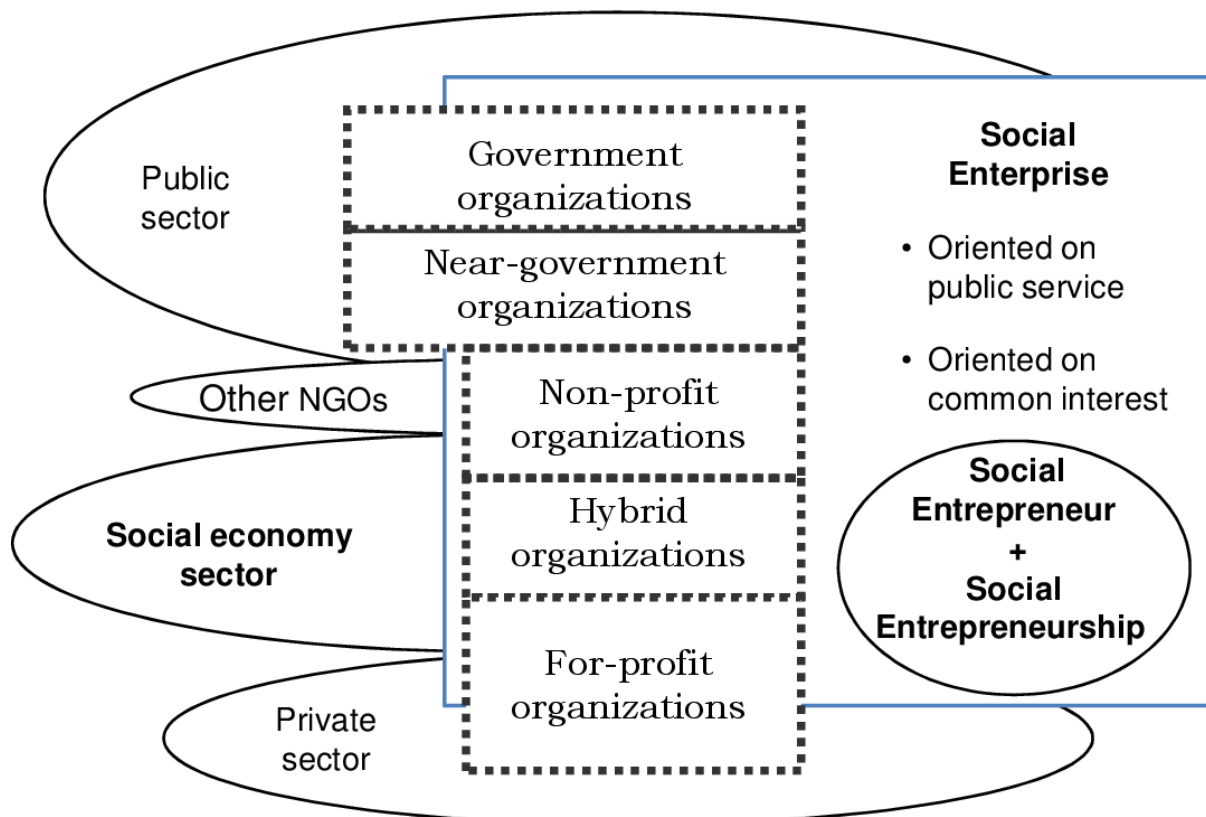 Public
sector
Government
organizations
Near-government
organizations
Other NGOs
Non-profit
organizations
Social economy
sector
Hybrid
organizations
For-profit
organizations
Private
sector
Social
Enterprise
• Oriented on
public service
• Oriented on
common interest
Social
Entrepreneur
+
Social
Entrepreneurship